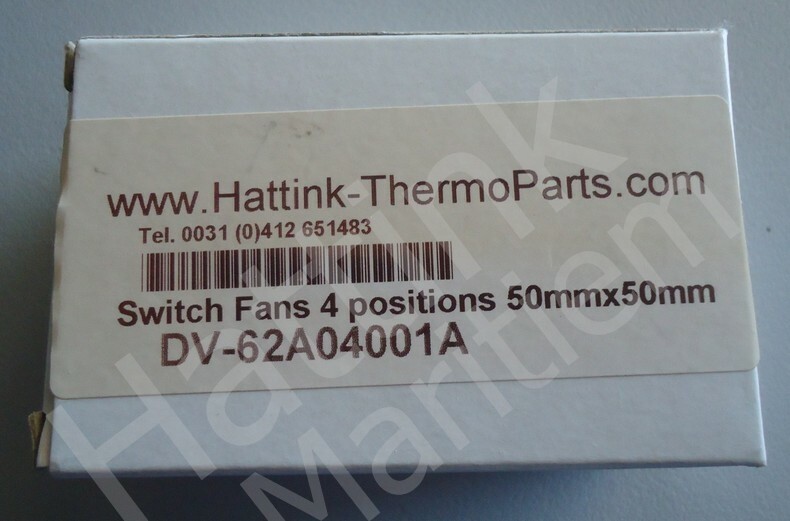 www.Hattink-ThermoParts.com
Tel. 0031 (0)412 651483
Switch Fans 4 positions 50mmx50mm
DV-62A04001A
Hattink
Maritiem